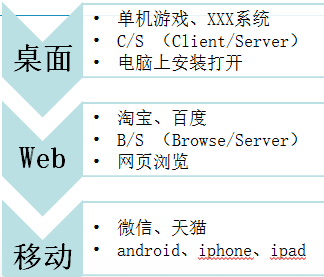 桌面
• 单机游戏、XXX系统
• C/S （Client/Server）
• 电脑上安装打开
Web
• 淘宝、百度
• B/S （Browse/Server）
• 网页浏览
移动
• 微信、天猫
• android、iphone、ipad